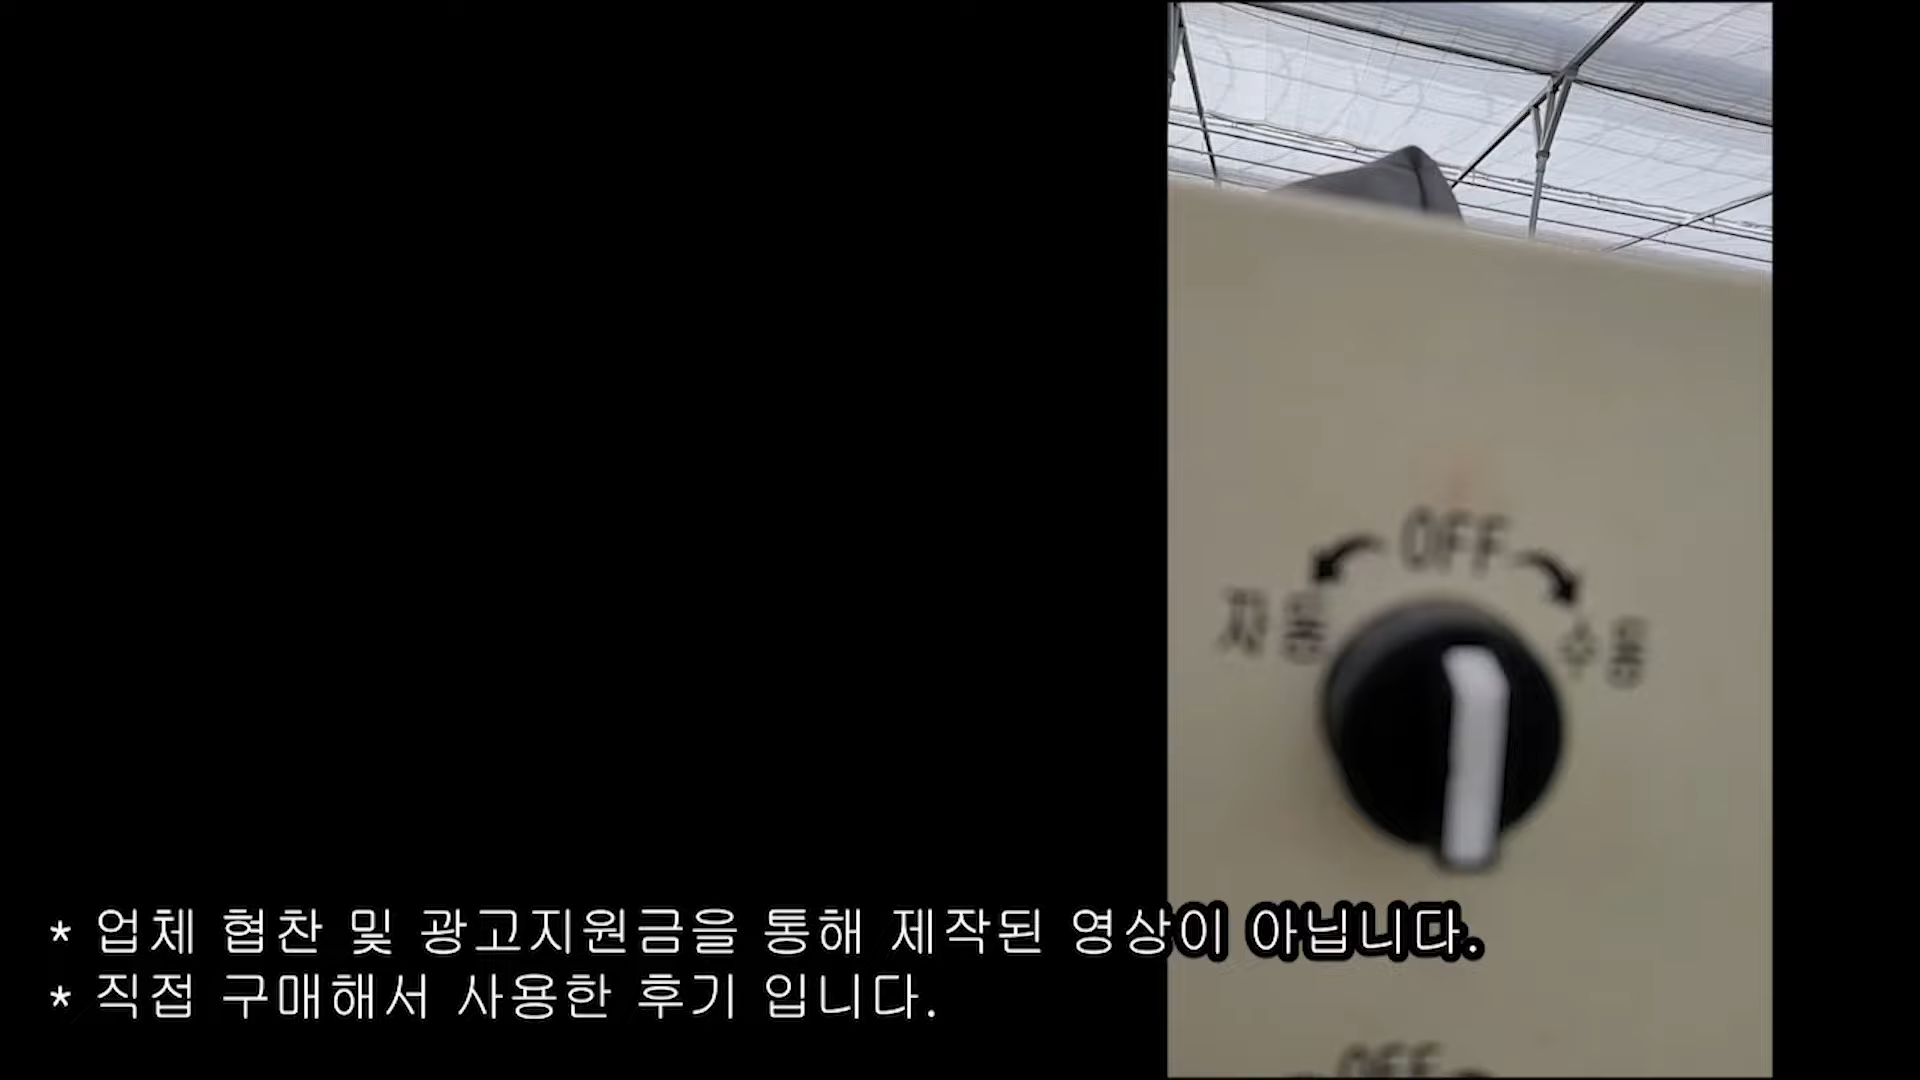 OFF
자동
수동
* 업체 협찬 및 광고지원금을 통해 제작된 영상이 아닙니다.
* 직접 구매해서 사용한 후기 입니다.
OFF